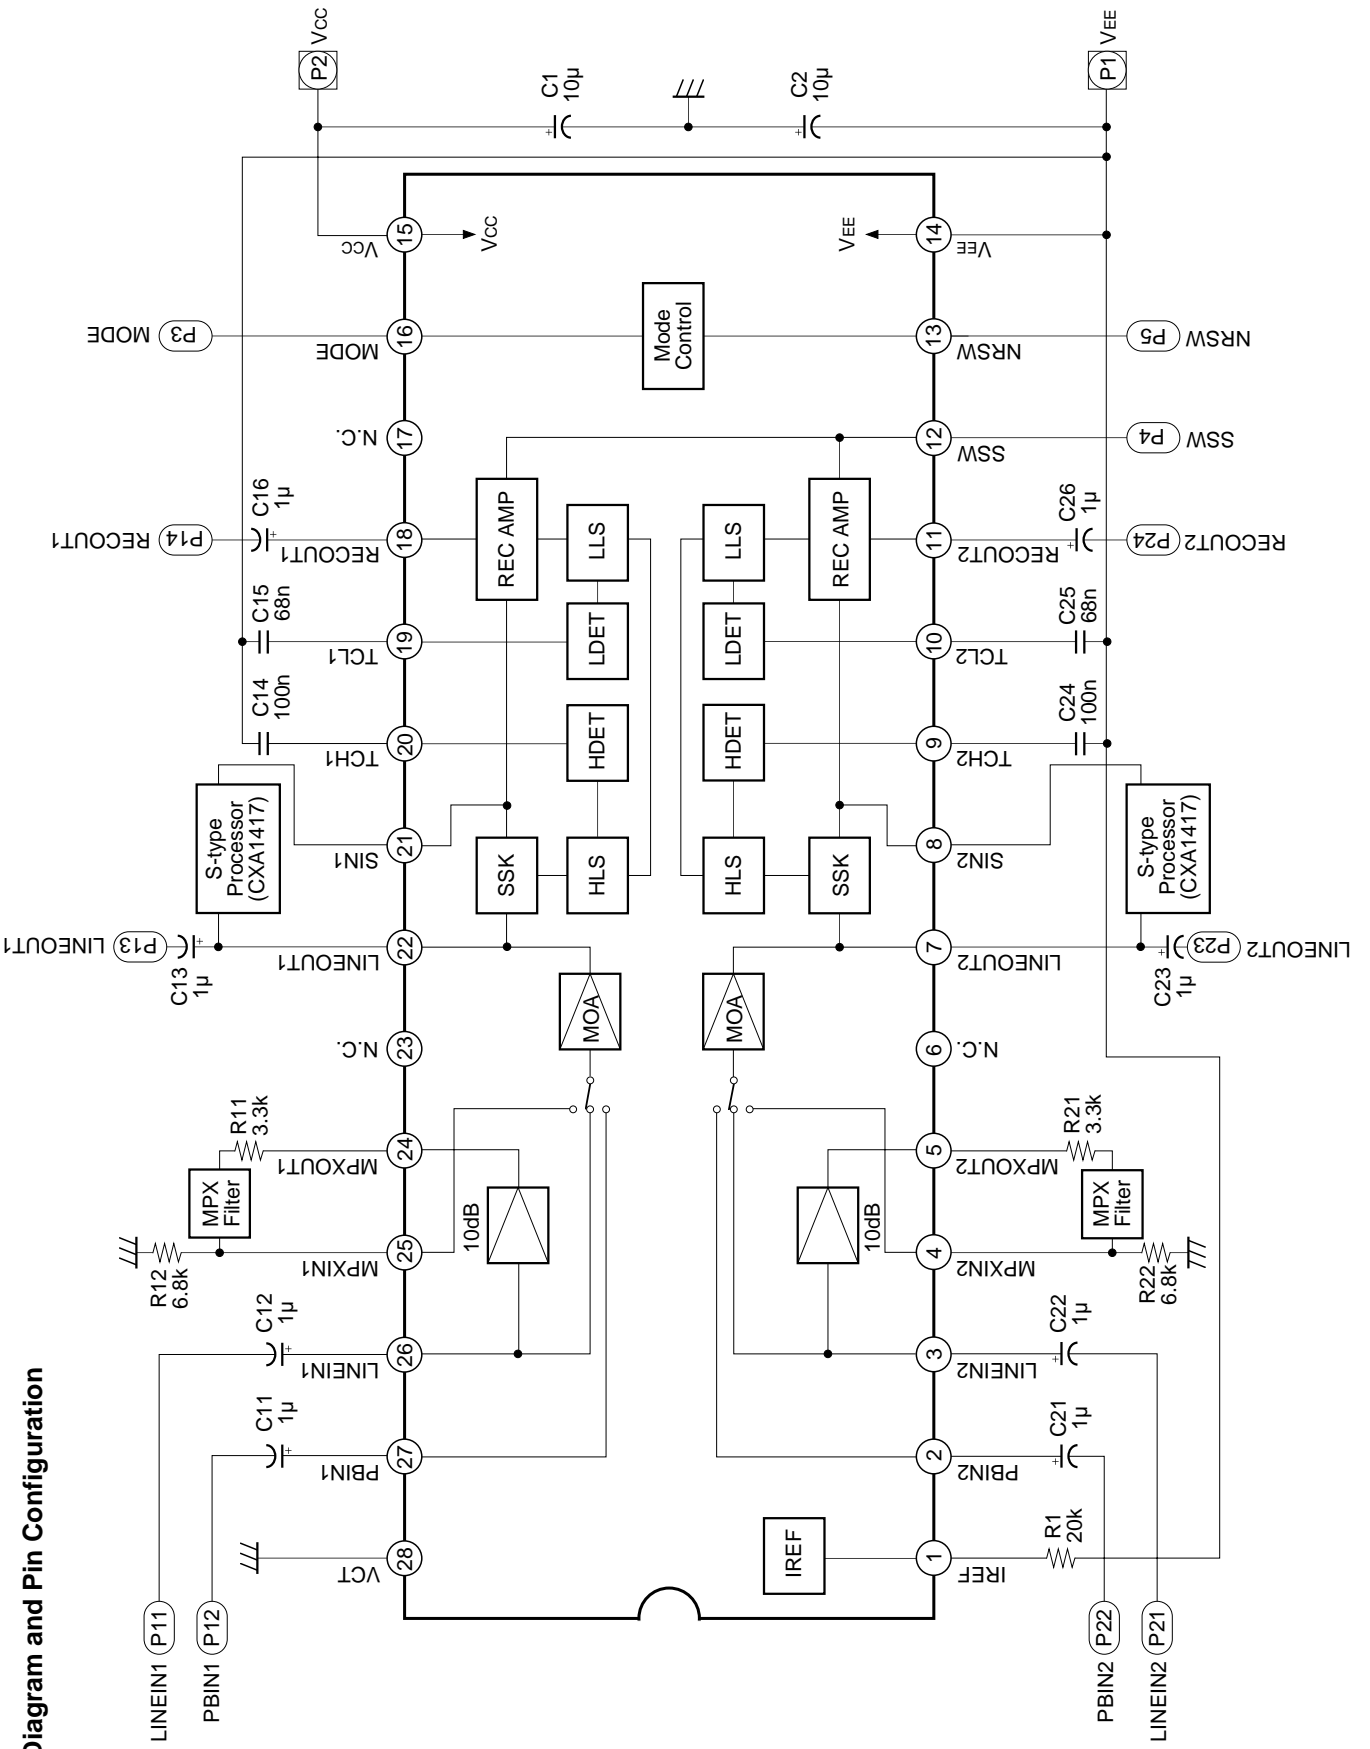 Diagram and Pin Configuration
LINEIN1
P11
PBIN1
P12
C11
1µ
C12
1µ
R12
6.8k
MPX
Filter
R11
3.3k
C13
1µ
P13
LINEOUT1
S-type
Processor
(CXA1417)
C14
100n
C15
68n
C16
1µ
P14
RECOUT1
P3
MODE
P2
VCC
28
VCT
27
PBIN1
26
LINEIN1
25
MPXIN1
24
MPXOUT1
23
N.C.
22
LINEOUT1
21
SIN1
20
TCH1
19
TCL1
18
RECOUT1
17
N.C.
16
MODE
15
VCC
VCC
C1
10µ
C2
10µ
10dB
MOA
SSK
HLS
HDET
LDET
LLS
REC AMP
Mode
Control
IREF
10dB
MOA
SSK
HLS
HDET
LDET
LLS
REC AMP
VEE
1
IREF
2
PBIN2
3
LINEIN2
4
MPXIN2
5
MPXOUT2
6
N.C.
7
LINEOUT2
8
SIN2
9
TCH2
10
TCL2
11
RECOUT2
12
SSW
13
NRSW
14
VEE
R1
20k
C21
1µ
C22
1µ
R22
6.8k
MPX
Filter
R21
3.3k
C23
1µ
P23
LINEOUT2
S-type
Processor
(CXA1417)
C24
100n
C25
68n
C26
1µ
P24
RECOUT2
P4
SSW
P5
NRSW
P1
VEE
PBIN2
P22
LINEIN2
P21